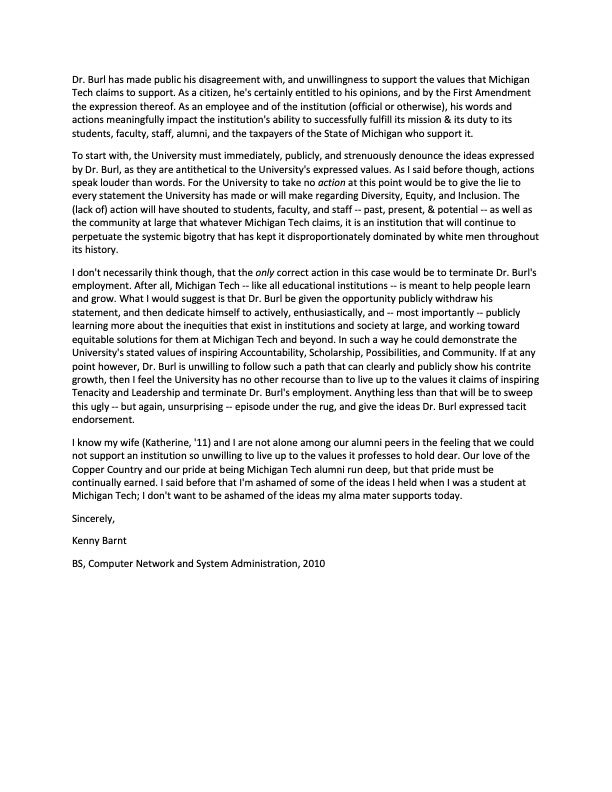 Dr. Burl has made public his disagreement with, and unwillingness to support the values that Michigan
Tech claims to support. As a citizen, he's certainly entitled to his opinions, and by the First Amendment
the expression thereof. As an employee and of the institution (official or otherwise), his words and
actions meaningfully impact the institution's ability to successfully fulfill its mission & its duty to its
students, faculty, staff, alumni, and the taxpayers of the State of Michigan who support it.
To start with, the University must immediately, publicly, and strenuously denounce the ideas expressed
by Dr. Burl, as they are antithetical to the University's expressed values. As I said before though, actions
speak louder than words. For the University to take no action at this point would be to give the lie to
every statement the University has made or will make regarding Diversity, Equity, and Inclusion. The
(lack of) action will have shouted to students, faculty, and staff -- past, present, & potential -- as well as
the community at large that whatever Michigan Tech claims, it is an institution that will continue to
perpetuate the systemic bigotry that has kept it disproportionately dominated by white men throughout
its history.
I don't necessarily think though, that the only correct action in this case would be to terminate Dr. Burl's
employment. After all, Michigan Tech -- like all educational institutions -- is meant to help people learn
and grow. What I would suggest is that Dr. Burl be given the opportunity publicly withdraw his
statement, and then dedicate himself to actively, enthusiastically, and -- most importantly -- publicly
learning more about the inequities that exist in institutions and society at large, and working toward
equitable solutions for them at Michigan Tech and beyond. In such a way he could demonstrate the
University's stated values of inspiring Accountability, Scholarship, Possibilities, and Community. If at any
point however, Dr. Burl is unwilling to follow such a path that can clearly and publicly show his contrite
growth, then I feel the University has no other recourse than to live up to the values it claims of inspiring
Tenacity and Leadership and terminate Dr. Burl's employment. Anything less than that will be to sweep
this ugly -- but again, unsurprising -- episode under the rug, and give the ideas Dr. Burl expressed tacit
endorsement.
I know my wife (Katherine, '11) and I are not alone among our alumni peers in the feeling that we could
not support an institution so unwilling to live up to the values it professes to hold dear. Our love of the
Copper Country and our pride at being Michigan Tech alumni run deep, but that pride must be
continually earned. I said before that I'm ashamed of some of the ideas I held when I was a student at
Michigan Tech; I don't want to be ashamed of the ideas my alma mater supports today.
Sincerely,
Kenny Barnt
BS, Computer Network and System Administration, 2010